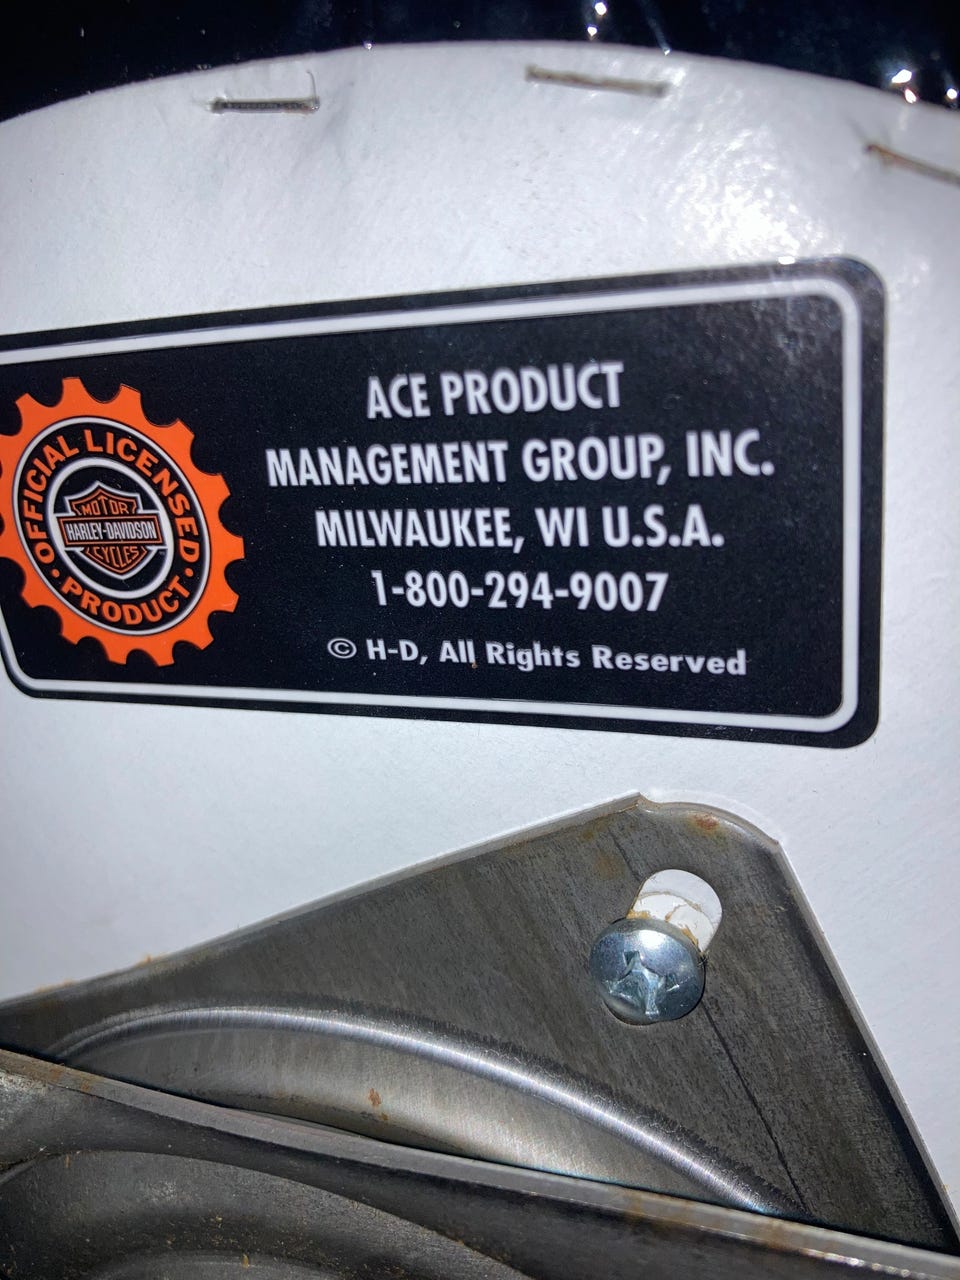 OFFICIAL LICENSED
MOTOR
HARLEY-DAVIDSON
CYCLES
• PRODUCT •
ACE PRODUCT
MANAGEMENT GROUP, INC.
MILWAUKEE, WI U.S.A.
1-800-294-9007
© H-D, All Rights Reserved